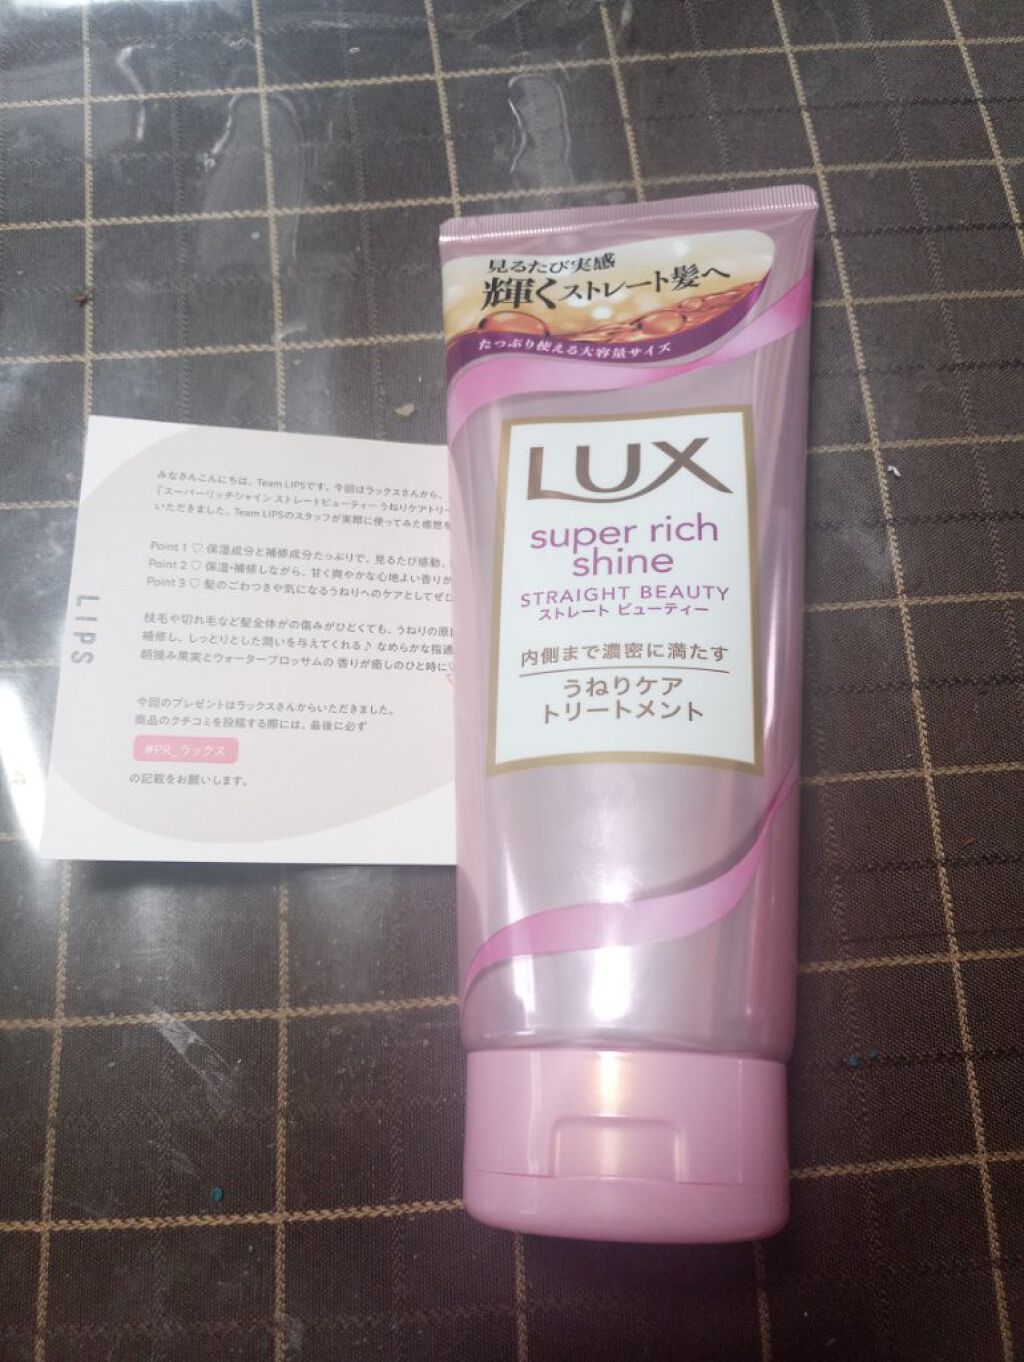 見るたび実感
輝くストレート髪へ
たっぷり使える大容量サイズ
LUX
super rich
shine
STRAIGHT BEAUTY
ストレート ビューティー
内側まで濃密に満たす
うねりケア
トリートメント
みなさんこんにちは、Team LIPSです。今回はラックスさんから、
「スーパーリッチシャイン ストレートビューティー うねりケアトリー
いただきました。Team LIPSのスタッフが実際に使ってみた感想を
Point 1 ♡ 保湿成分と補修成分たっぷりで、見るたび感動、
Point 2 ♡ 保湿・補修しながら、甘く爽やかな心地よい香りが
Point 3 ♡ 髪のごわつきや気になるうねりへのケアとしてぜひ
枝毛や切れ毛など髪全体がの傷みがひどくても、うねりの原因
補修し、しっとりとした潤いを与えてくれる♪ なめらかな指通
朝摘み果実とウォーターブロッサムの 香りが癒しのひと時に
今回のプレゼントはラックスさんからいただきました。
商品のクチコミを投稿する際には、最後に必ず
#PR_ラックス
の記載をお願いします。
LIPS